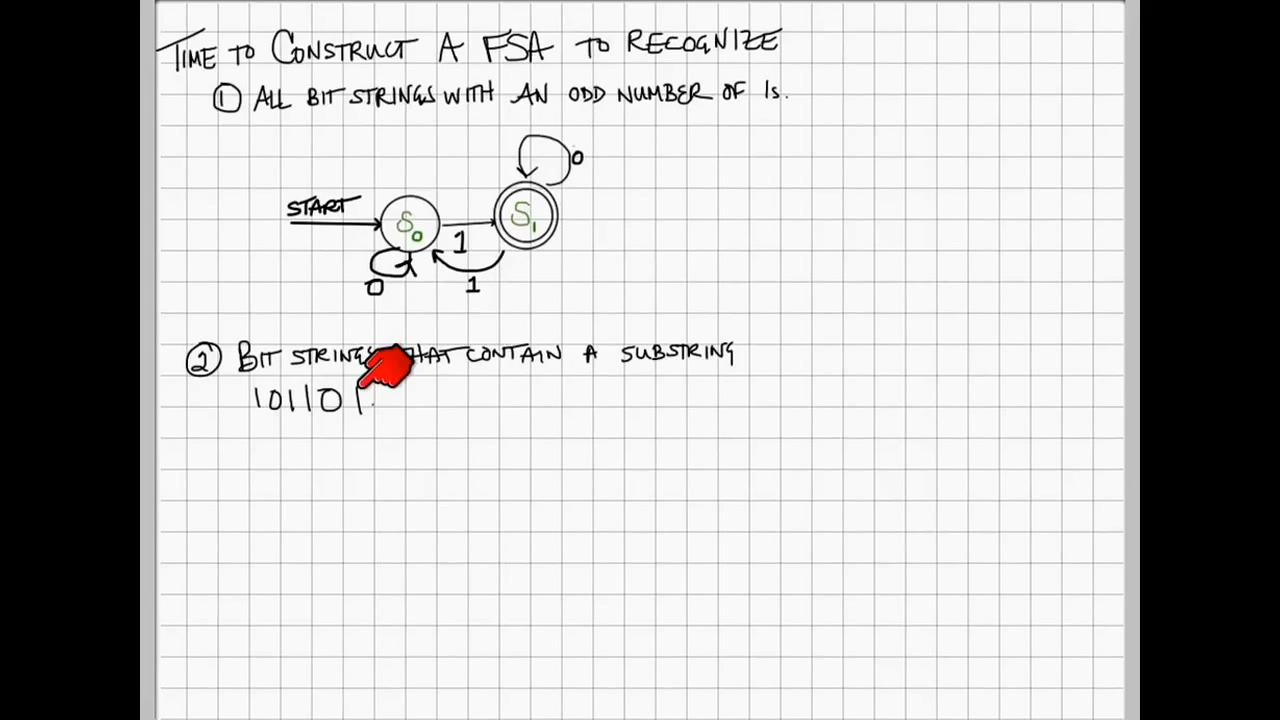 TIME TO CONSTRUCT A FSA TO RECOGNIZE
① ALL BIT STRINGS WITH AN ODD NUMBER OF 1s.
0
START S0 1 S1
0 1
② BIT STRINGS THAT CONTAIN A SUBSTRING
101101